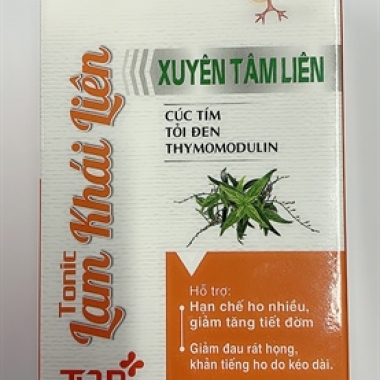 XUYÊN TÂM LIÊN
CÚC TÍM
TỎI ĐEN
THYMOMODULIN
Tonic
Lam Khải Liên
Hỗ trợ:
• Hạn chế ho nhiều,
giảm tăng tiết đờm
• Giảm đau rát họng,
khản tiếng ho do kéo dài.